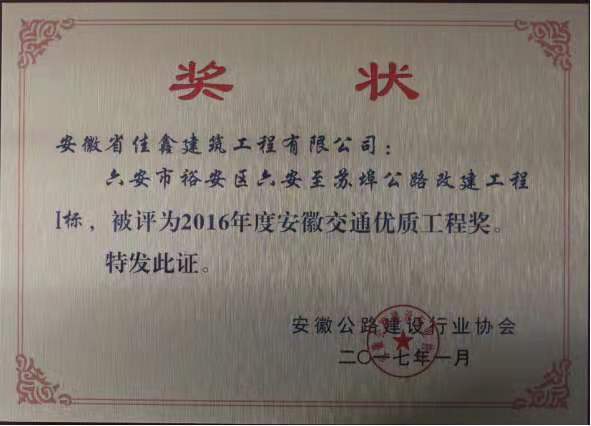 奖状
安徽省佳鑫建筑工程有限公司：
六安市裕安区六安至苏埠公路改建工程
I标，被评为2016年度安徽交通优质工程奖。
特发此证。
安徽公路建设行业协会
二〇一七年一月